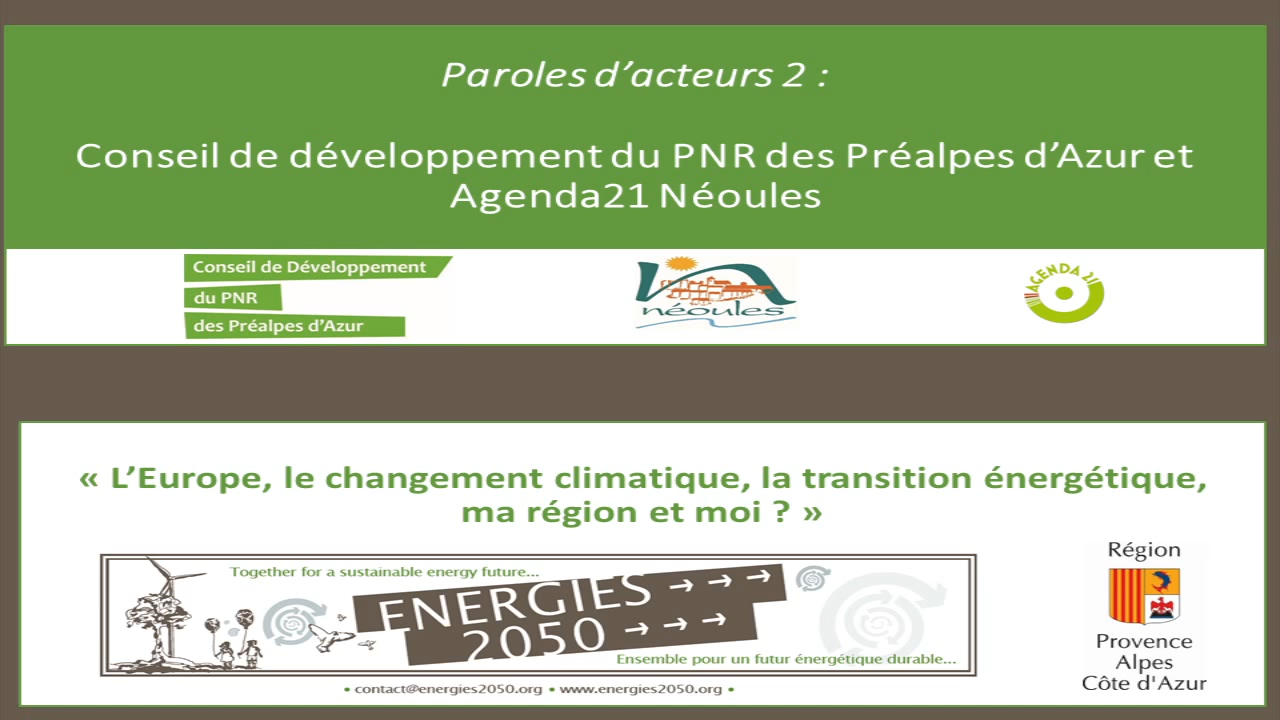 Paroles d’acteurs 2 :
Conseil de développement du PNR des Préalpes d’Azur et
Agenda21 Néoules
Conseil de Développement
du PNR
des Préalpes d’Azur
néoules
AGENDA 21
« L’Europe, le changement climatique, la transition énergétique,
ma région et moi ? »
Together for a sustainable energy future...
ENERGIES
2050
Ensemble pour un futur énergétique durable...
• contact@energies2050.org • www.energies2050.org •
Région
Provence
Alpes
Côte d'Azur